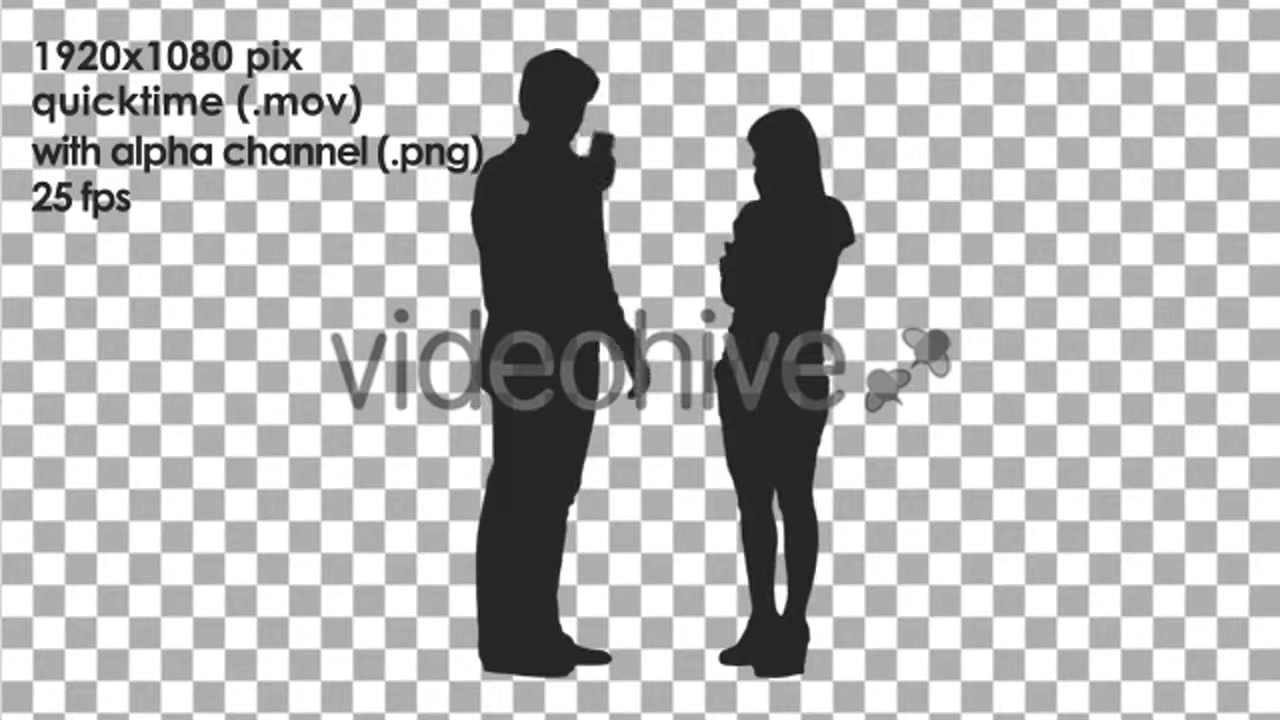 1920x1080 pix
quicktime (.mov)
with alpha channel (.png)
25 fps
videohive